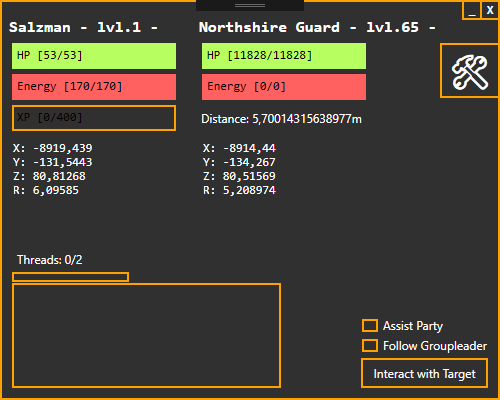 _ X
Salzman - lvl.1 - Northshire Guard - lvl.65 -
HP [53/53] HP [11828/11828]
Energy [170/170] Energy [0/0]
XP [0/400] Distance: 5,70014315638977m
X: -8919,439 X: -8914,44
Y: -131,5443 Y: -134,267
Z: 80,81268 Z: 80,51569
R: 6,09585 R: 5,208974
Threads: 0/2
Assist Party
Follow Groupleader
Interact with Target